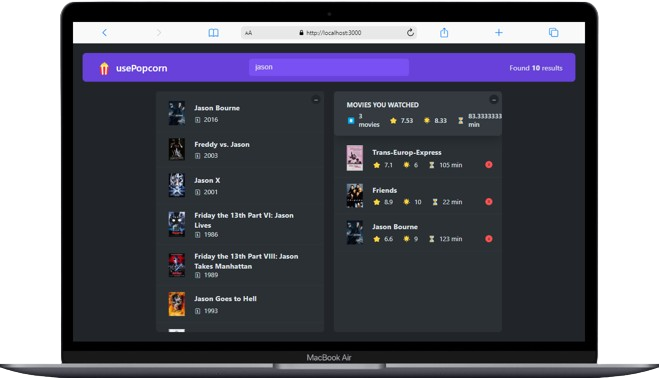 AA
http://localhost:3000
usePopcorn
jason
Found 10 results
Jason Bourne
2016
Freddy vs. Jason
2003
Jason X
2001
Friday the 13th Part VI: Jason
Lives
1986
Friday the 13th Part VIII: Jason
Takes Manhattan
1989
Jason Goes to Hell
1993
MOVIES YOU WATCHED
3
movies
7.53
8.33
83.3333333
min
Trans-Europ-Express
7.1 6 105 min
Friends
8.9 10 22 min
Jason Bourne
6.6 9 123 min
MacBook Air